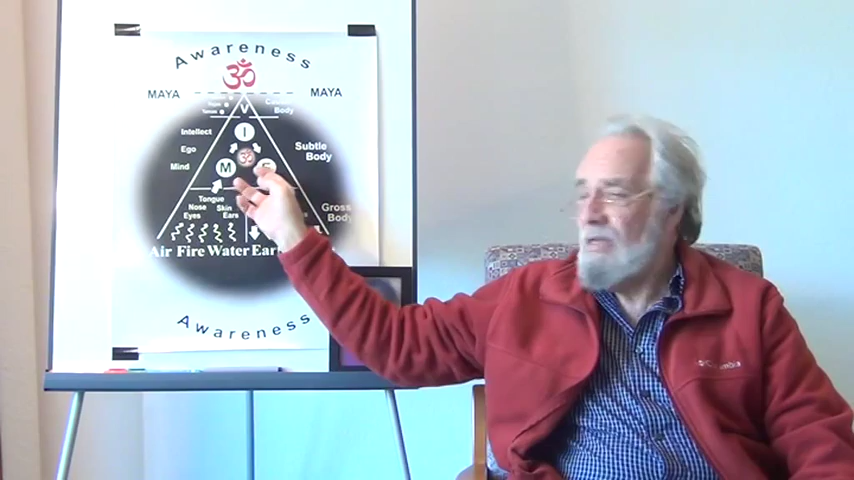 Awareness
ॐ
MAYA MAYA
V
Body
I
Intellect
Ego
Mind
Subtle
Body
ॐ
M
Tongue
Nose Skin
Eyes Ears
Gross
Body
Air Fire Water
Awareness
Columbia